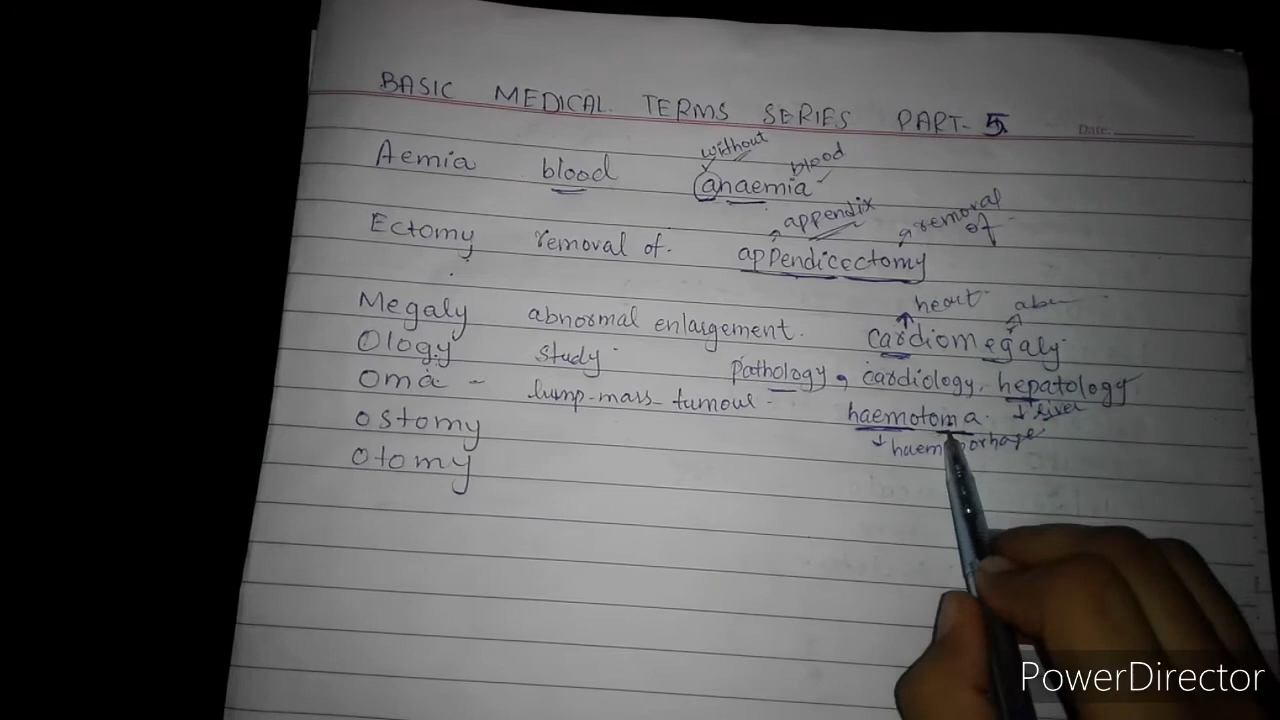 BASIC MEDICAL TERMS SERIES PART-5
Date:
without
blood
Aemia blood anaemia
appendix removal of
Ectomy removal of. appendicectomy
heart
Megaly abnormal enlargement. cardiomegaly
Ology study pathology, cardiology, hepatology
liver
oma - lump-mass-tumour haemotoma
ostomy
otomy
PowerDirector